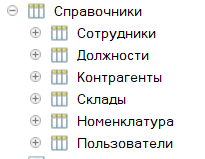 Справочники
Сотрудники
Должности
Контрагенты
Склады
Номенклатура
Пользователи